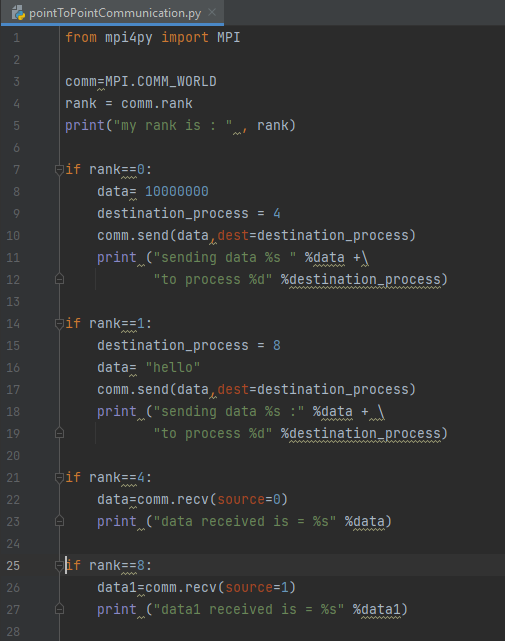 pointToPointCommunication.py
1 from mpi4py import MPI
2
3 comm=MPI.COMM_WORLD
4 rank = comm.rank
5 print("my rank is : " , rank)
6
7 if rank==0:
8     data= 10000000
9     destination_process = 4
10     comm.send(data,dest=destination_process)
11     print ("sending data %s " %data +\
12            "to process %d" %destination_process)
13
14 if rank==1:
15     destination_process = 8
16     data= "hello"
17     comm.send(data,dest=destination_process)
18     print ("sending data %s :" %data + \
19            "to process %d" %destination_process)
20
21 if rank==4:
22     data=comm.recv(source=0)
23     print ("data received is = %s" %data)
24
25 if rank==8:
26     data1=comm.recv(source=1)
27     print ("data1 received is = %s" %data1)
28